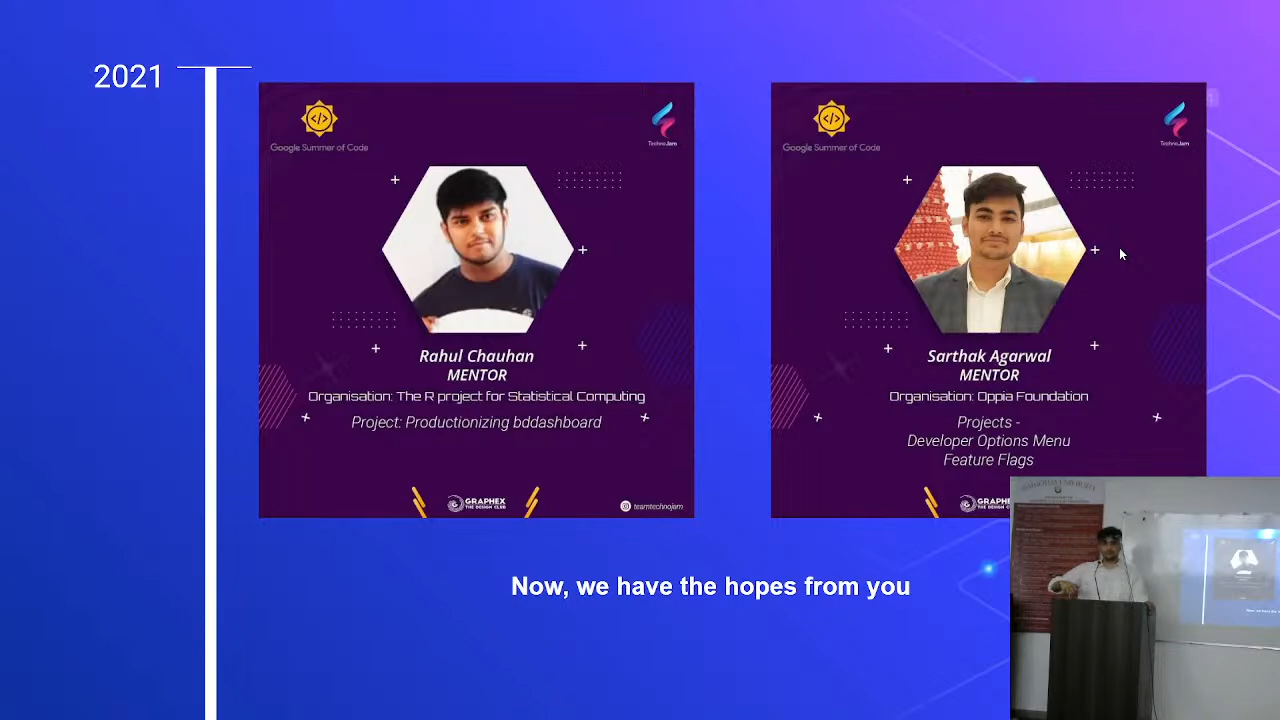 2021
Google Summer of Code
TechnoJam
Rahul Chauhan
MENTOR
Organisation: The R project for Statistical Computing
Project: Productionizing bddashboard
GRAPHEX
THE DESIGN CLUB
teamtechnojam
Google Summer of Code
TechnoJam
Sarthak Agarwal
MENTOR
Organisation: Oppia Foundation
Projects -
Developer Options Menu
Feature Flags
Now, we have the hopes from you